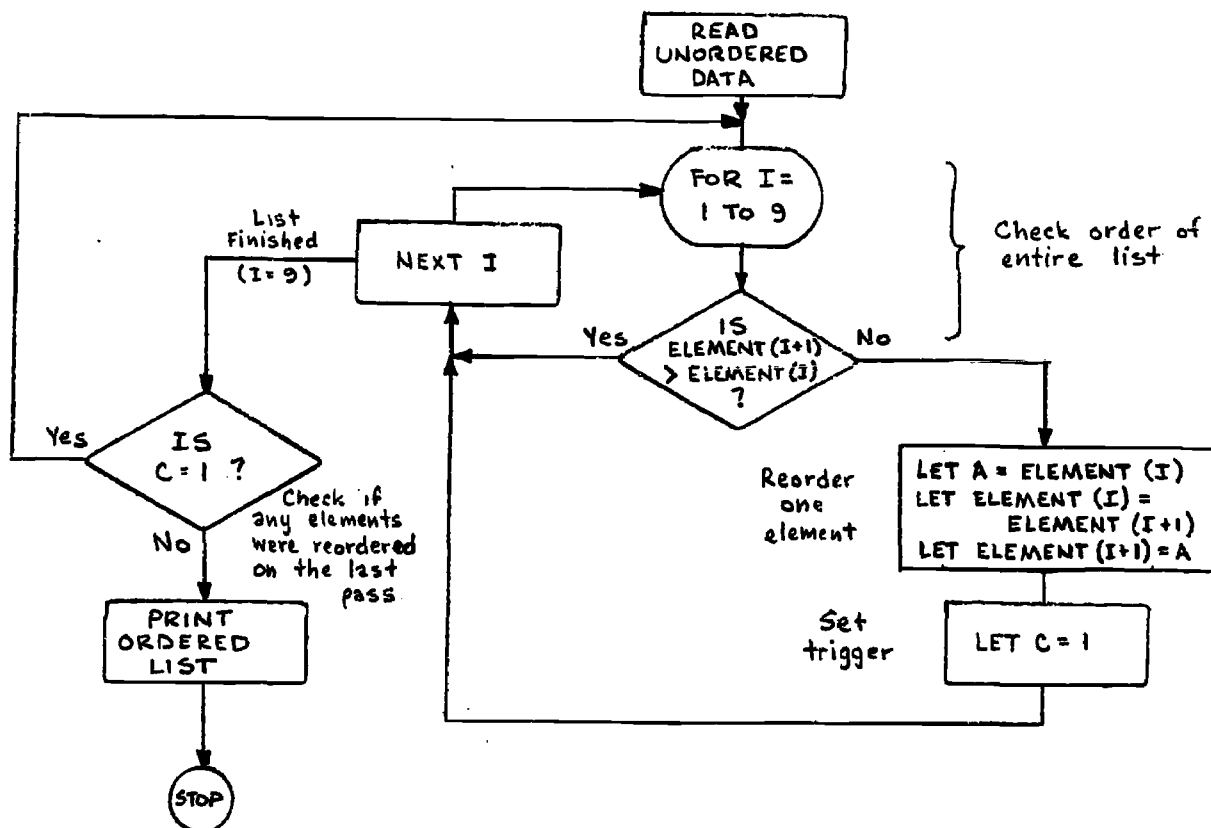 READ
UNORDERED
DATA
FOR I =
1 TO 9
Check order of
entire list
List
Finished
(I = 9)
NEXT I
Yes
IS
ELEMENT (I+1)
> ELEMENT (I)
?
No
Yes
IS
C = 1 ?
Check if
any elements
were reordered
on the last
pass
No
Reorder
one
element
LET A = ELEMENT (I)
LET ELEMENT (I) =
ELEMENT (I+1)
LET ELEMENT (I+1) = A
PRINT
ORDERED
LIST
Set
trigger
LET C = 1
STOP